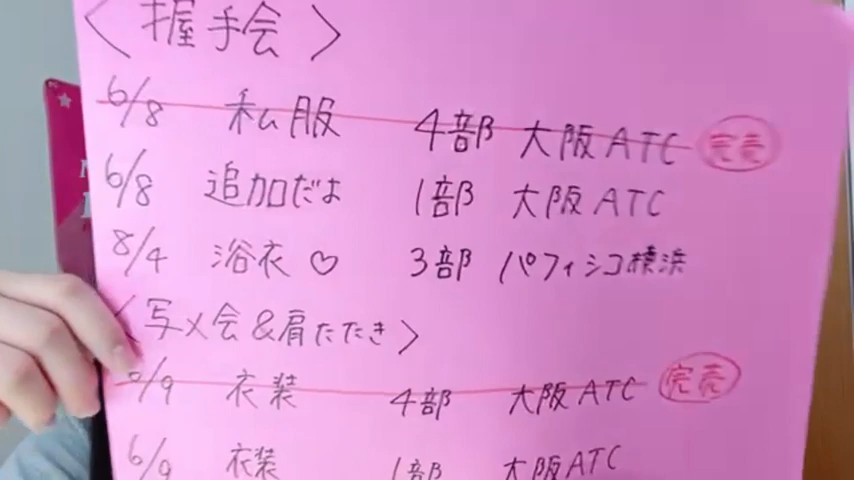 〈握手会〉
6/8 私服 4部 大阪ATC 完売
6/8 追加だよ 1部 大阪ATC
8/4 浴衣♡ 3部 パフィシコ横浜
〈写メ会&肩たたき〉
6/9 衣装 4部 大阪ATC 完売
6/9 衣装 1部 大阪ATC